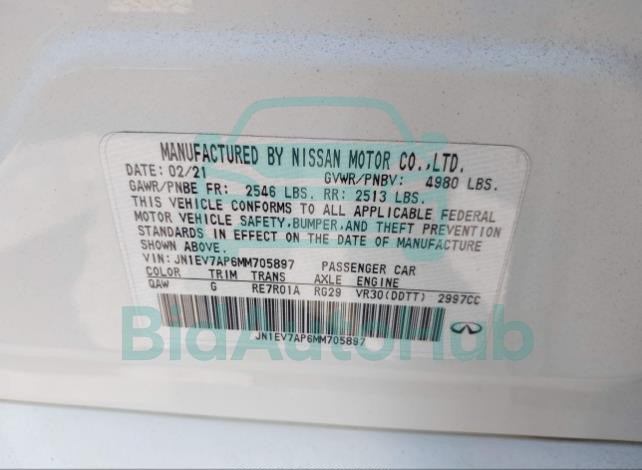 MANUFACTURED BY NISSAN MOTOR CO.,LTD.
DATE: 02/21 GVWR/PNBV: 4980 LBS.
GAWR/PNBE FR: 2546 LBS. RR: 2513 LBS.
THIS VEHICLE CONFORMS TO ALL APPLICABLE FEDERAL
MOTOR VEHICLE SAFETY,BUMPER,AND THEFT PREVENTION
STANDARDS IN EFFECT ON THE DATE OF MANUFACTURE
SHOWN ABOVE.
VIN: JN1EV7AP6MM705897 PASSENGER CAR
COLOR TRIM TRANS AXLE ENGINE
QAW G RE7R01A RG29 VR30(DDTT) 2997CC
JN1EV7AP6MM705897
BidAutoHub